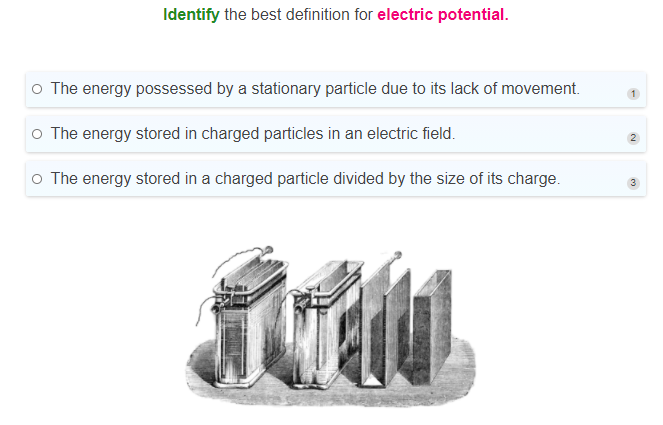 Identify the best definition for electric potential.
The energy possessed by a stationary particle due to its lack of movement. 1
The energy stored in charged particles in an electric field. 2
The energy stored in a charged particle divided by the size of its charge. 3